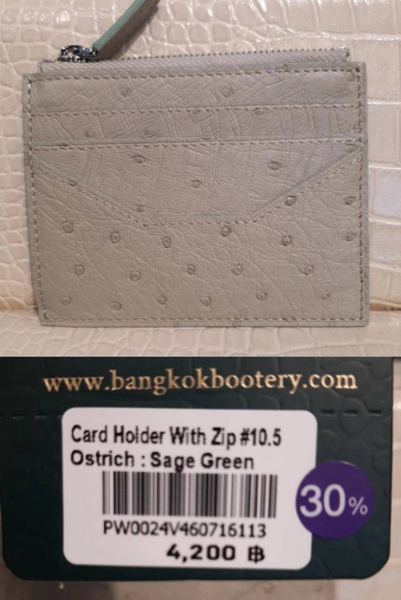 www.bangkokbootery.com
Card Holder With Zip #10.5
Ostrich : Sage Green
30%
PW0024V460716113
4,200 ฿